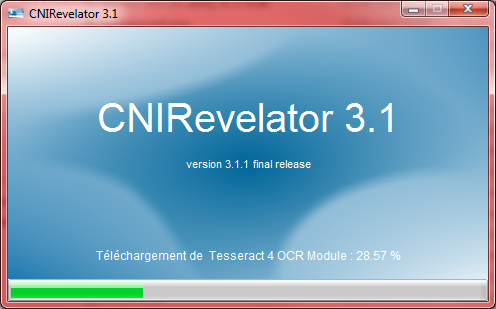 CNIRevelator 3.1
CNIRevelator 3.1
version 3.1.1 final release
Téléchargement de Tesseract 4 OCR Module : 28.57 %